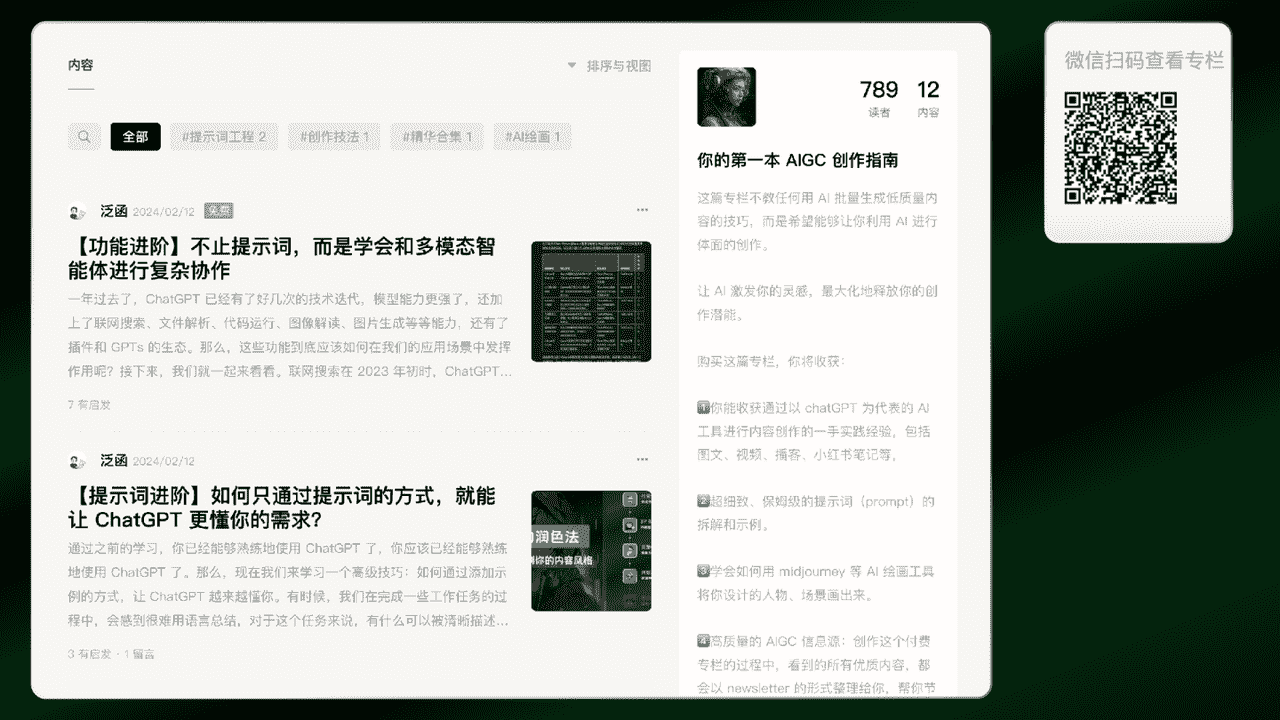 内容
排序与视图
全部
#提示词工程 2
#创作技法 1
#精华合集 1
#AI绘画 1
泛函 2024/02/12
【功能进阶】不止提示词，而是学会和多模态智
能体进行复杂协作
一年过去了，ChatGPT 已经有了好几次的技术迭代，模型能力更强了，还加
上了联网搜索、文件解析、代码运行、图像解读、图片生成等等能力，还有了
插件和 GPTs 的生态。那么，这些功能到底应该如何在我们的应用场景中发挥
作用呢？接下来，我们就一起来看看。联网搜索在 2023 年初时，ChatGPT...
7 有启发
泛函 2024/02/12
【提示词进阶】如何只通过提示词的方式，就能
让 ChatGPT 更懂你的需求？
通过之前的学习，你已经能够熟练地使用 ChatGPT 了，你应该已经能够熟练
地使用 ChatGPT 了。那么，现在我们来学习一个高级技巧：如何通过添加示
例的方式，让 ChatGPT 越来越懂你。有时候，我们在完成一些工作任务的过
程中，会感到很难用语言总结，对于这个任务来说，有什么可以被清晰描述...
3 有启发 · 1 留言
润色法
你的内容风格
789
读者
12
内容
你的第一本 AIGC 创作指南
这篇专栏不教任何用 AI 批量生成低质量内
容的技巧，而是希望能够让你利用 AI 进行
体面的创作。
让 AI 激发你的灵感，最大化地释放你的创
作潜能。
购买这篇专栏，你将收获：
1你能收获通过以 chatGPT 为代表的 AI
工具进行内容创作的一手实践经验，包括
图文、视频、播客、小红书笔记等，
2超细致、保姆级的提示词（prompt）的
拆解和示例。
3学会如何用 midjourney 等 AI 绘画工具
将你设计的人物、场景画出来。
4高质量的 AIGC 信息源：创作这个付费
专栏的过程中，看到的所有优质内容，都
会以 newsletter 的形式整理给你，帮你节
微信扫码查看专栏